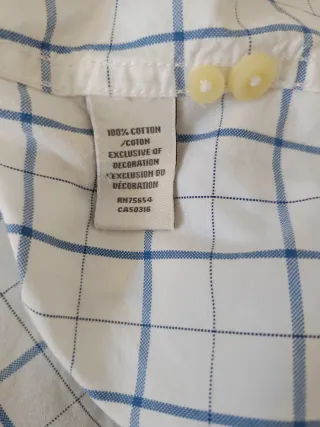 100% COTTON
/COTON
EXCLUSIVE OF
DECORATION
EXCLUSION DU
DÉCORATION
RN75654
CA50316